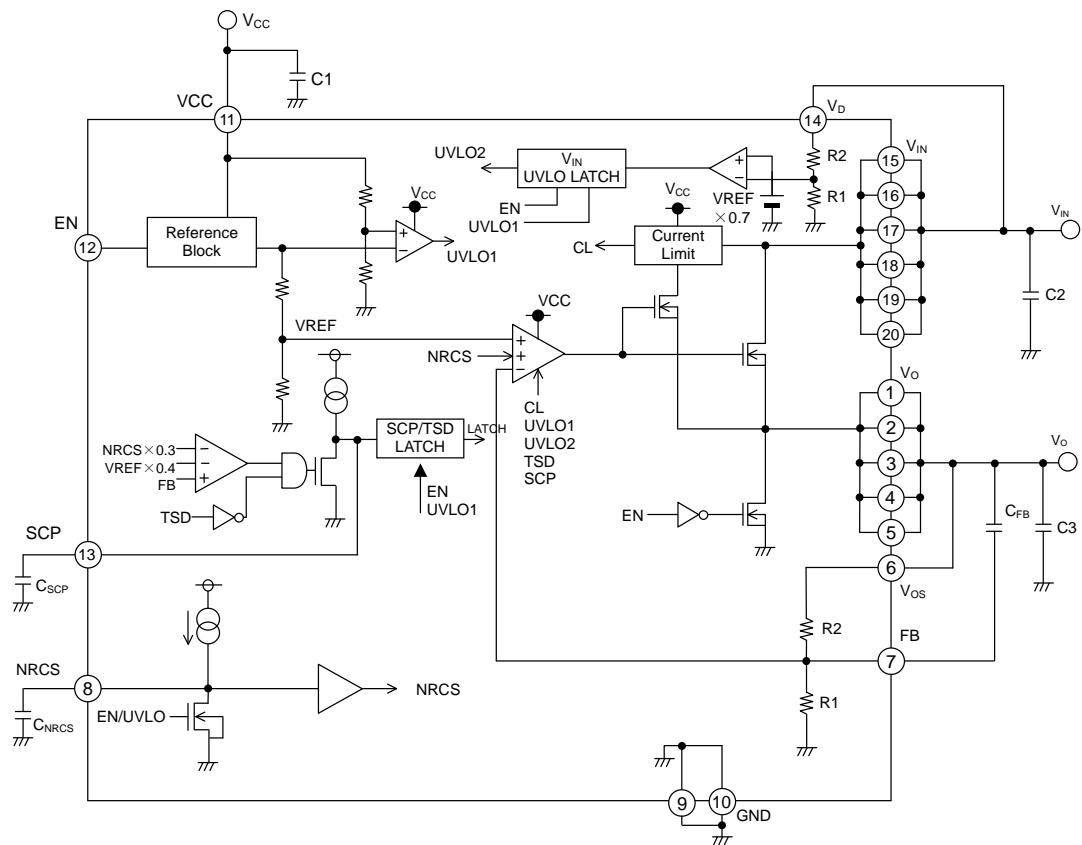 VCC
C1
VCC
11
VD
14
R2
R1
VIN
15
16
17
18
19
20
VIN
C2
UVLO2
VIN
UVLO LATCH
EN
UVLO1
VREF
×0.7
VCC
CL
Current
Limit
EN
12
Reference
Block
VCC
UVLO1
VREF
VCC
NRCS
CL
UVLO1
UVLO2
TSD
SCP
SCP/TSD
LATCH
LATCH
EN
UVLO1
NRCS×0.3
VREF×0.4
FB
TSD
SCP
13
CSCP
EN
VO
1
2
3
4
5
6
VOS
VO
CFB
C3
R2
FB
7
R1
NRCS
8
CNRCS
EN/UVLO
NRCS
9
10
GND